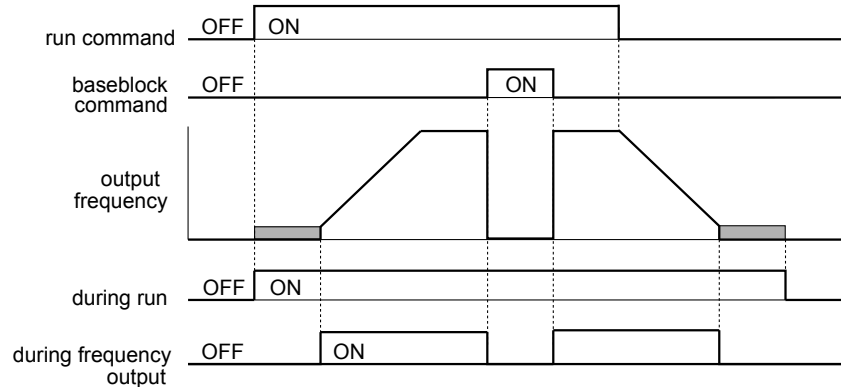 run command OFF ON
baseblock
command OFF ON
output
frequency
during run OFF ON
during frequency
output OFF ON